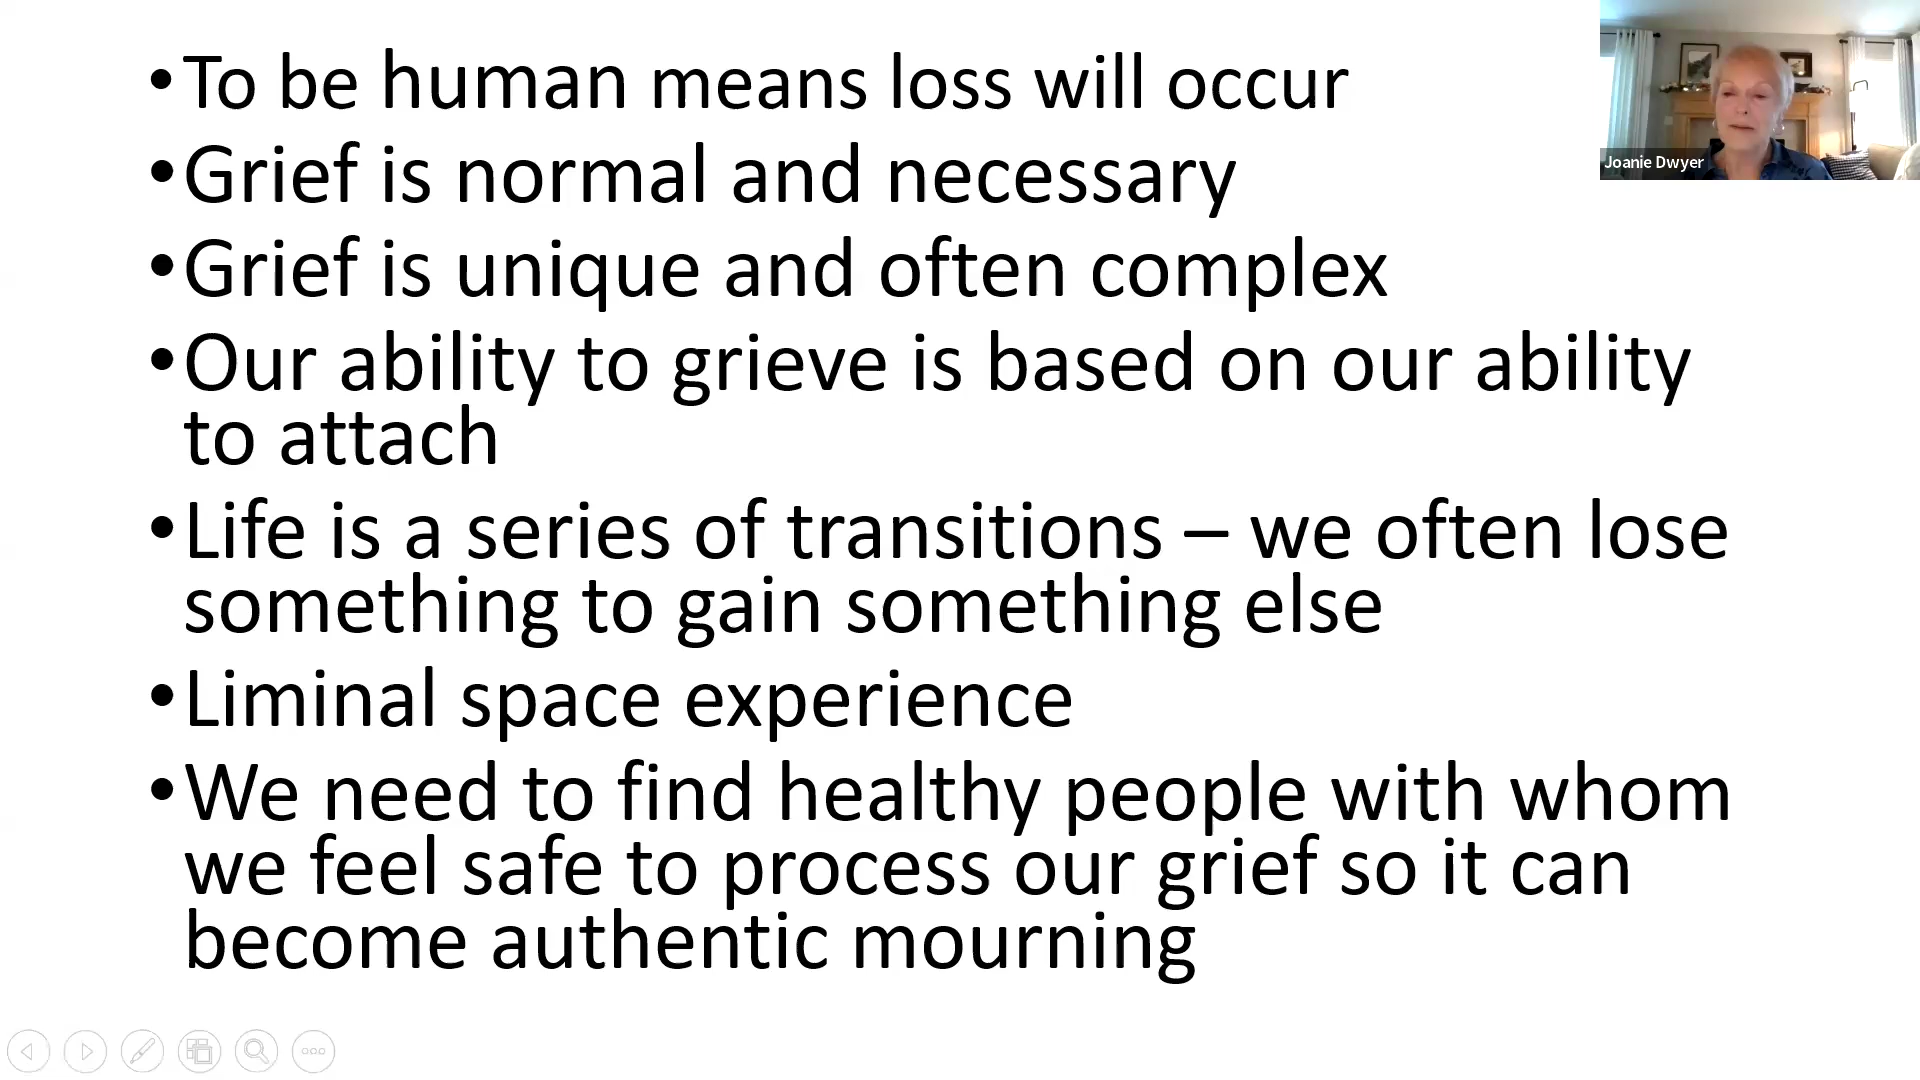 •To be human means loss will occur
•Grief is normal and necessary
•Grief is unique and often complex
•Our ability to grieve is based on our ability
to attach
•Life is a series of transitions – we often lose
something to gain something else
•Liminal space experience
•We need to find healthy people with whom
we feel safe to process our grief so it can
become authentic mourning
Joanie Dwyer